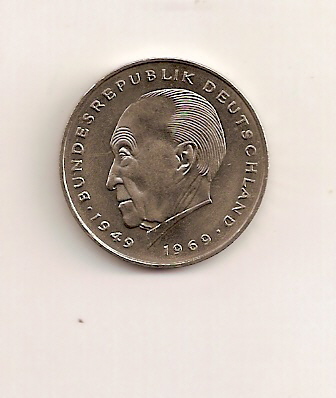 · BUNDESREPUBLIK DEUTSCHLAND ·
1949 1969